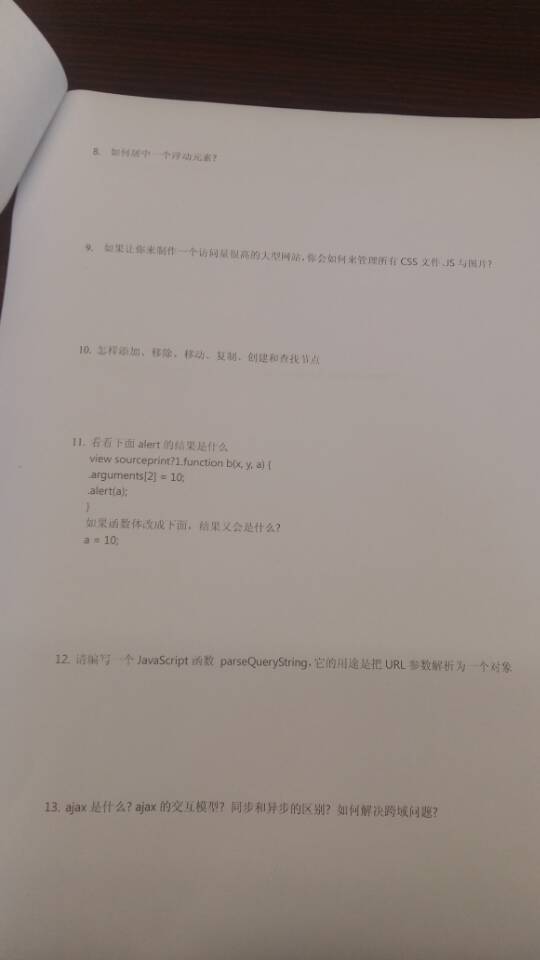 8. 如何居中一个浮动元素?
9. 如果让你来制作一个访问量很高的大型网站,你会如何来管理所有 CSS 文件.JS 与图片?
10. 怎样添加、移除、移动、复制、创建和查找节点
11. 看看下面 alert 的结果是什么
view sourceprint?1.function b(x, y, a) {
.arguments[2] = 10;
.alert(a);
}
如果函数体改成下面，结果又会是什么?
a = 10;
12. 请编写一个 JavaScript 函数 parseQueryString,它的用途是把 URL 参数解析为一个对象
13. ajax 是什么? ajax 的交互模型? 同步和异步的区别? 如何解决跨域问题?